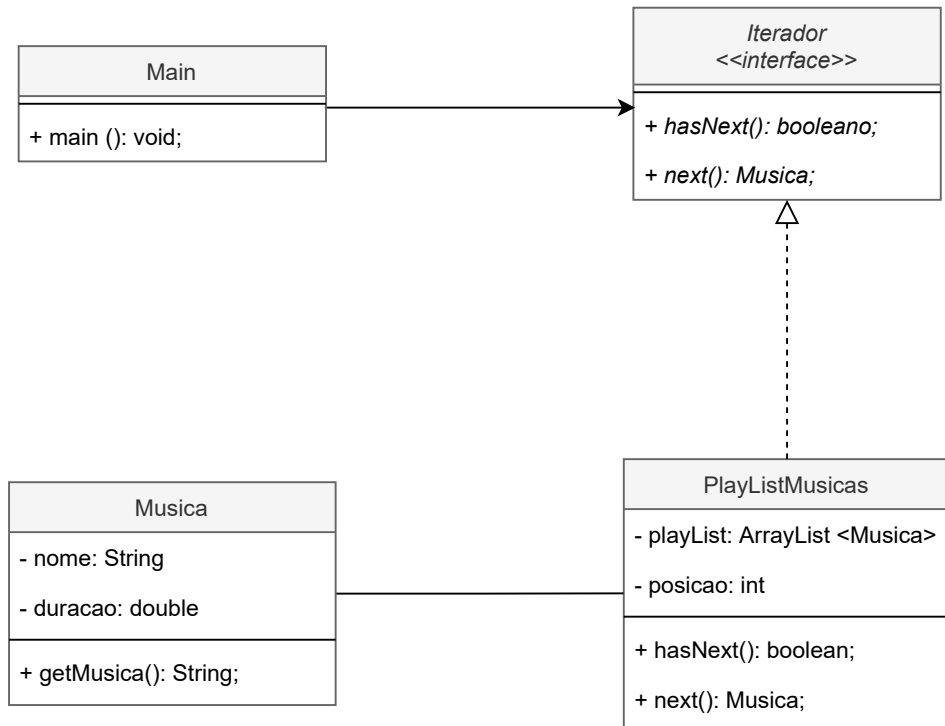 Main
+ main (): void;
Iterador
<<interface>>
+ hasNext(): booleano;
+ next(): Musica;
Musica
- nome: String
- duracao: double
+ getMusica(): String;
PlayListMusicas
- playList: ArrayList <Musica>
- posicao: int
+ hasNext(): boolean;
+ next(): Musica;